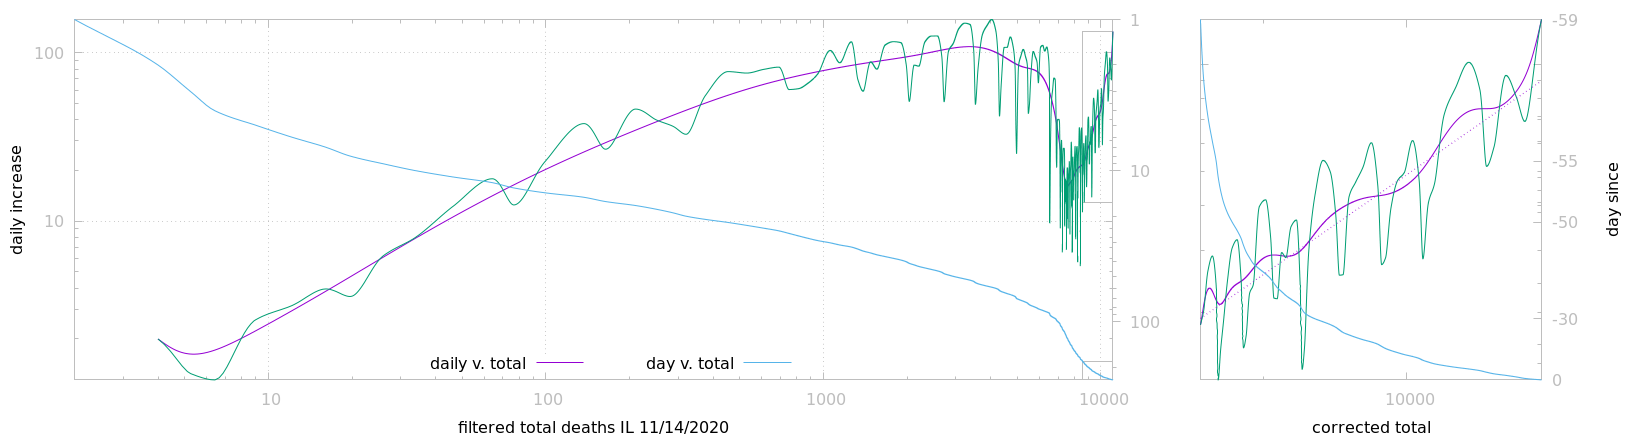 100
10
daily increase
10
100
1000
10000
1
10
100
daily v. total
day v. total
filtered total deaths IL 11/14/2020
-59
-55
-50
-30
0
day since
10000
corrected total